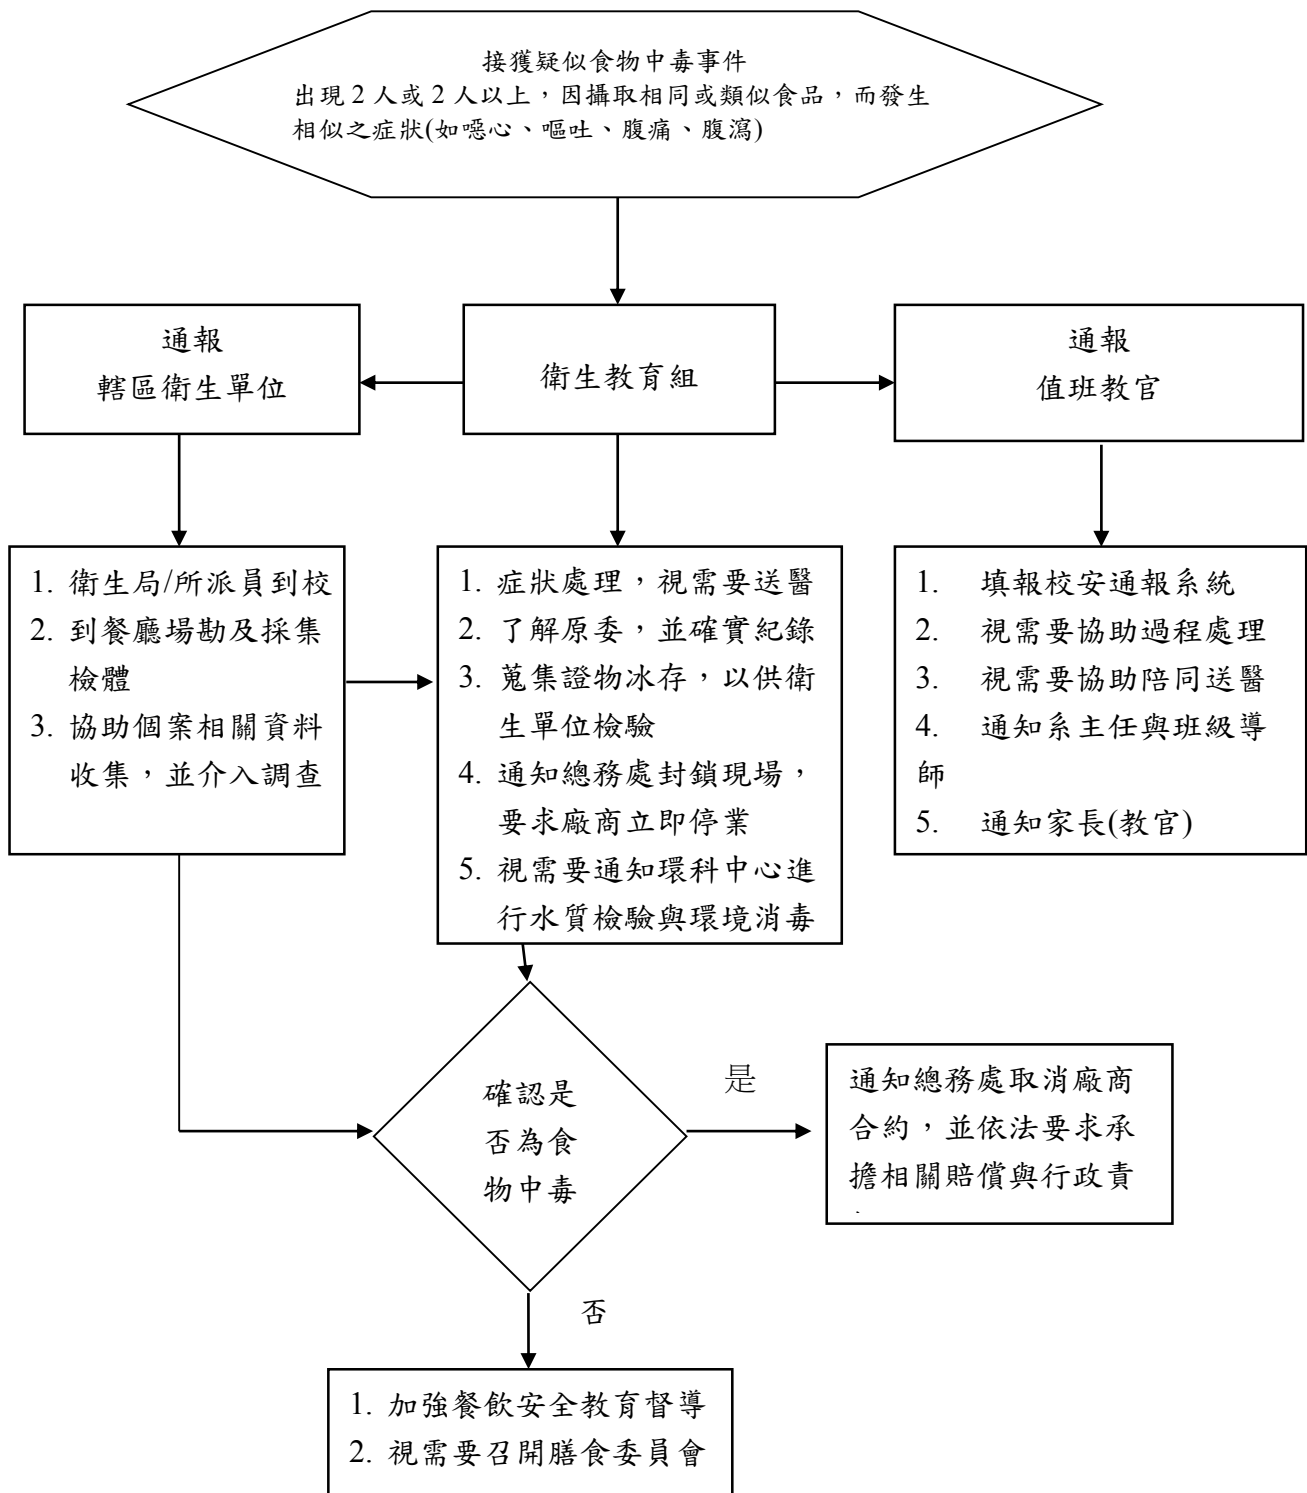 接獲疑似食物中毒事件
出現 2 人或 2 人以上，因攝取相同或類似食品，而發生
相似之症狀(如噁心、嘔吐、腹痛、腹瀉)
通報
轄區衛生單位
衛生教育組
通報
值班教官
1. 衛生局/所派員到校
2. 到餐廳場勘及採集
檢體
3. 協助個案相關資料
收集，並介入調查
1. 症狀處理，視需要送醫
2. 了解原委，並確實紀錄
3. 蒐集證物冰存，以供衛
生單位檢驗
4. 通知總務處封鎖現場，
要求廠商立即停業
5. 視需要通知環科中心進
行水質檢驗與環境消毒
1. 填報校安通報系統
2. 視需要協助過程處理
3. 視需要協助陪同送醫
4. 通知系主任與班級導
師
5. 通知家長(教官)
確認是
否為食
物中毒
是
通知總務處取消廠商
合約，並依法要求承
擔相關賠償與行政責
否
1. 加強餐飲安全教育督導
2. 視需要召開膳食委員會